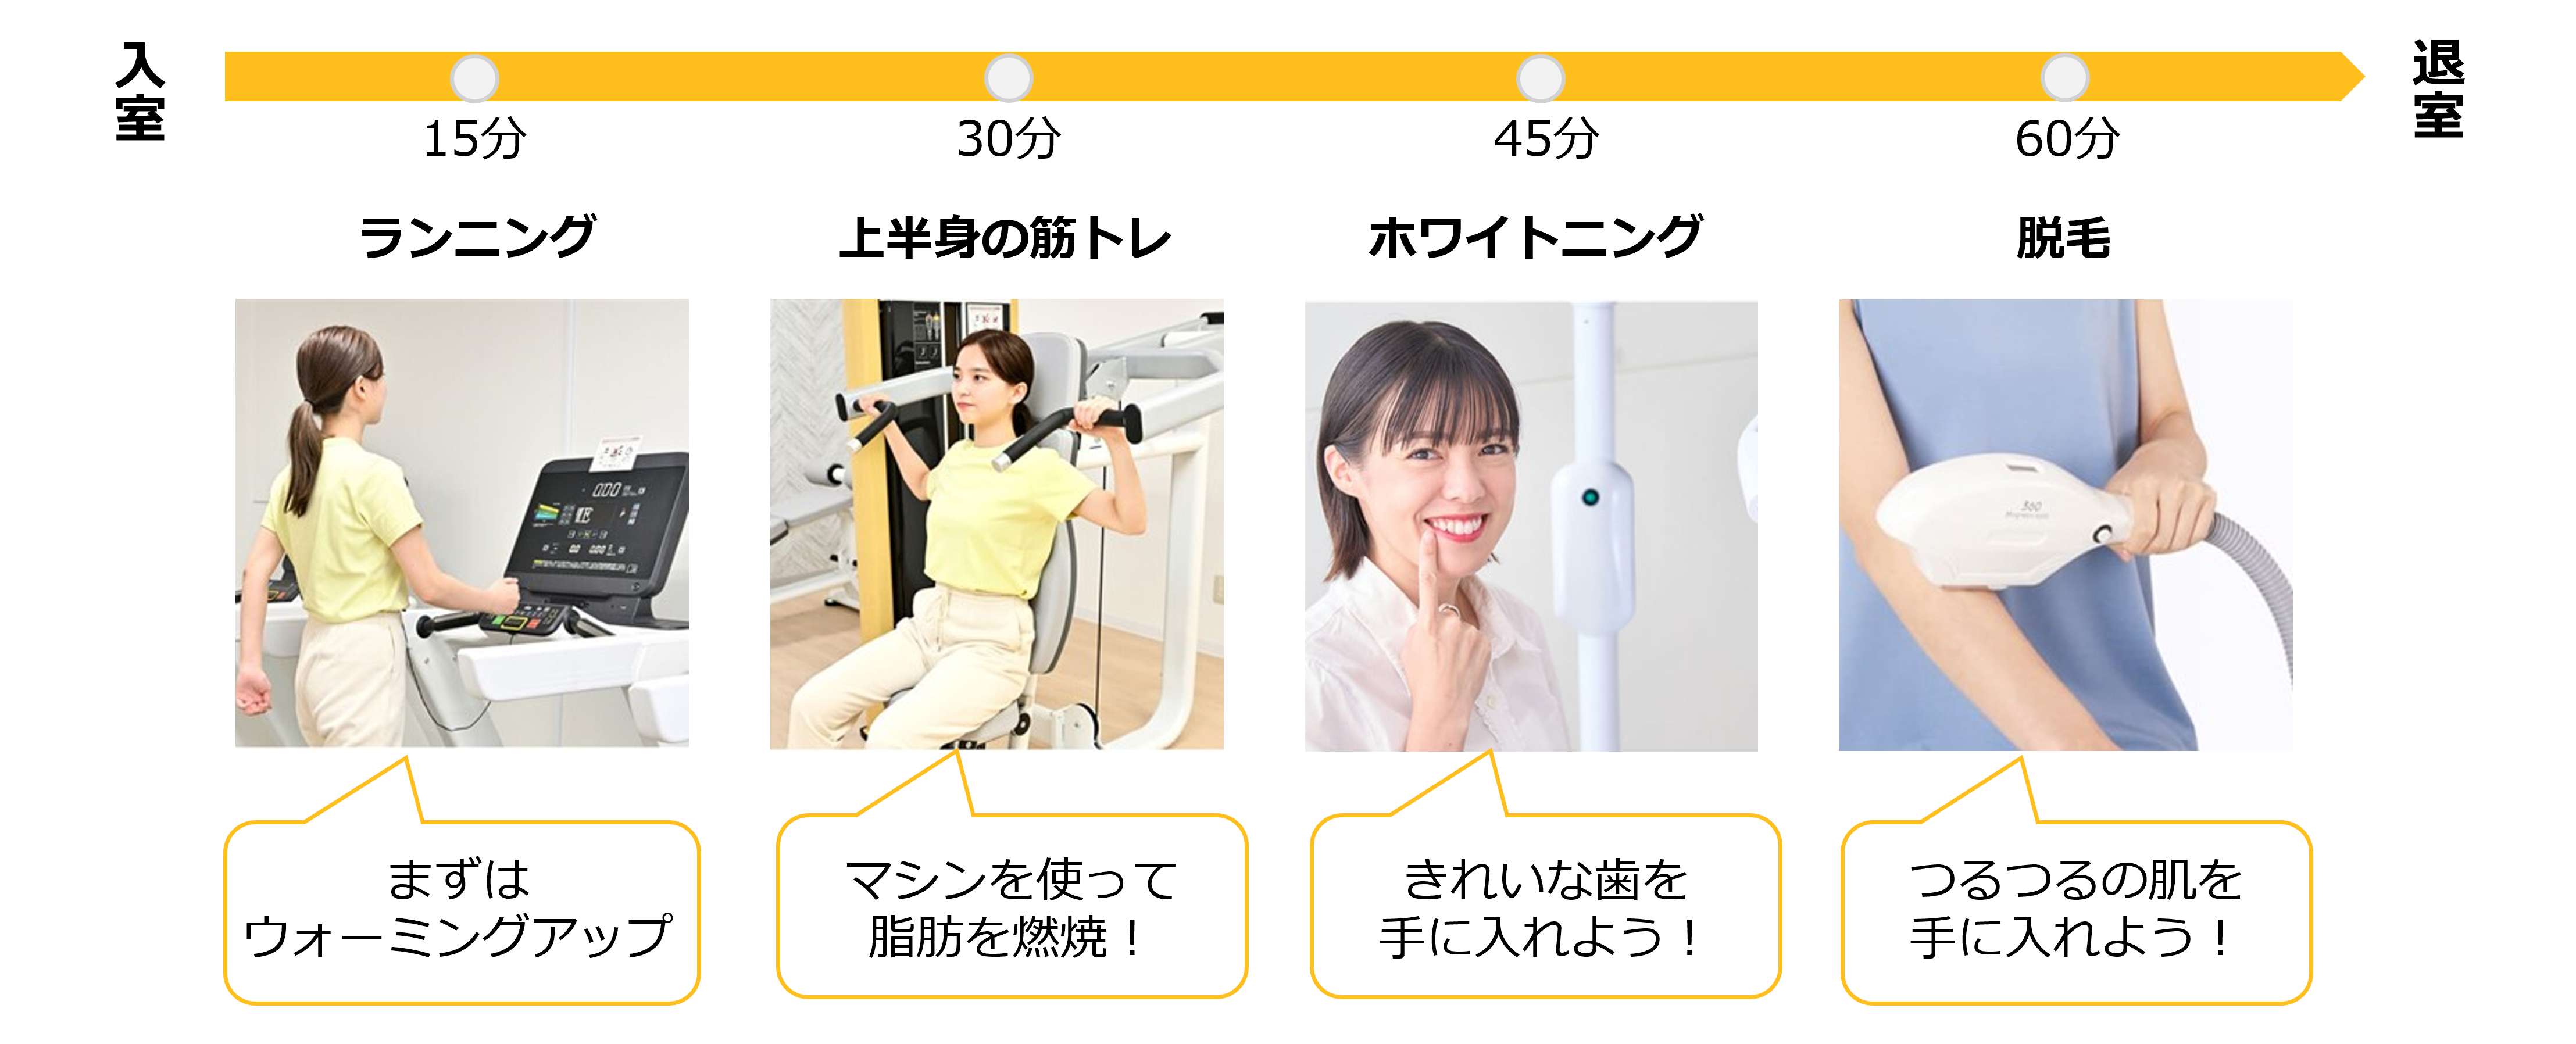 入室
退室
15分
30分
45分
60分
ランニング
上半身の筋トレ
ホワイトニング
脱毛
360
まずは
ウォーミングアップ
マシンを使って
脂肪を燃焼！
きれいな歯を
手に入れよう！
つるつるの肌を
手に入れよう！